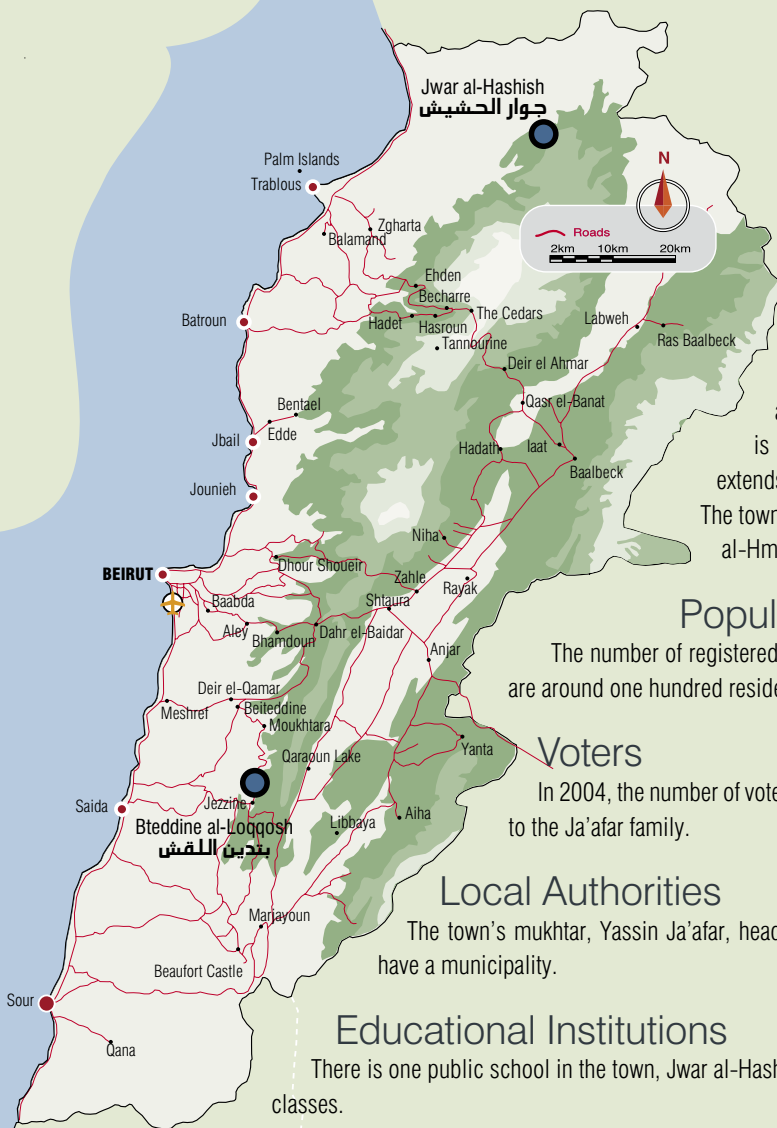 Jwar al-Hashish
جوار الحشيش
Palm Islands
Trablous
N
Roads
2km 10km 20km
Zgharta
Balamand
Ehden
Becharre
The Cedars
Hadet
Hasroun
Tannourine
Batroun
Labweh
Ras Baalbeck
Deir el Ahmar
Qasr el-Banat
Bentael
Edde
Jbail
Hadath
Iaat
Baalbeck
Jounieh
is
extends
The town
al-Hm
Niha
BEIRUT
Dhour Shoueir
Zahle
Rayak
Shtaura
Baabda
Aley
Bhamdoun
Dahr el-Baidar
Anjar
Popul
The number of registered
are around one hundred reside
Deir el-Qamar
Beiteddine
Meshref
Moukhtara
Yanta
Qaraoun Lake
Voters
In 2004, the number of vote
to the Ja'afar family.
Saida
Jezzine
Aiha
Libbaya
Bteddine al-Loqqosh
بتدين اللقش
Local Authorities
The town's mukhtar, Yassin Ja'afar, head
have a municipality.
Marjayoun
Beaufort Castle
Sour
Qana
Educational Institutions
There is one public school in the town, Jwar al-Hash
classes.